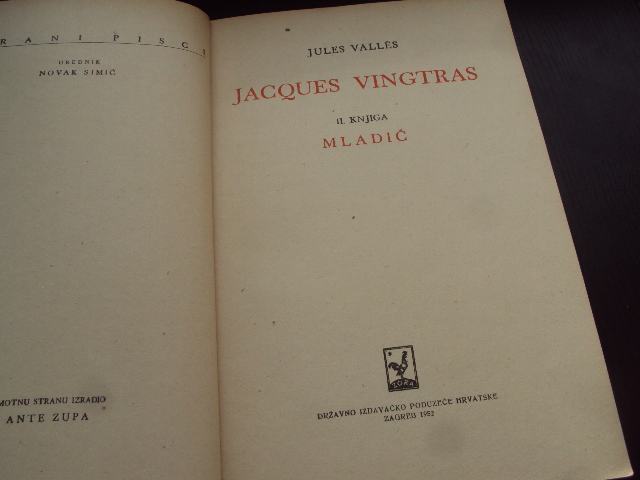 RANI PISCI
UREDNIK
NOVAK SIMIĆ
MOTNU STRANU IZRADIO
ANTE ZUPA
JULES VALLÈS
JACQUES VINGTRAS
II. KNJIGA
MLADIĆ
ZORA
DRŽAVNO IZDAVAČKO PODUZEĆE HRVATSKE
ZAGREB 1952